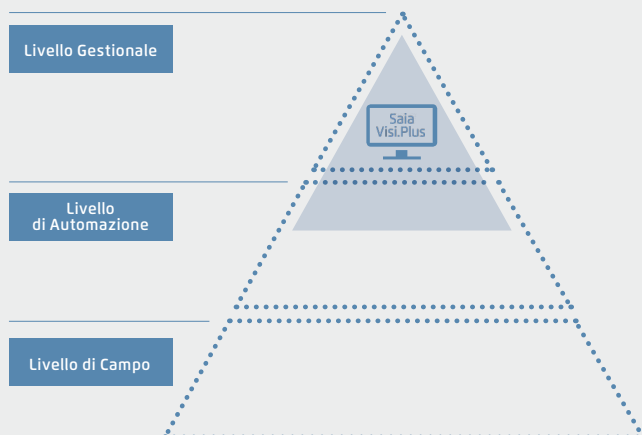 Livello Gestionale
Saia
Visi.Plus
Livello
di Automazione
Livello di Campo